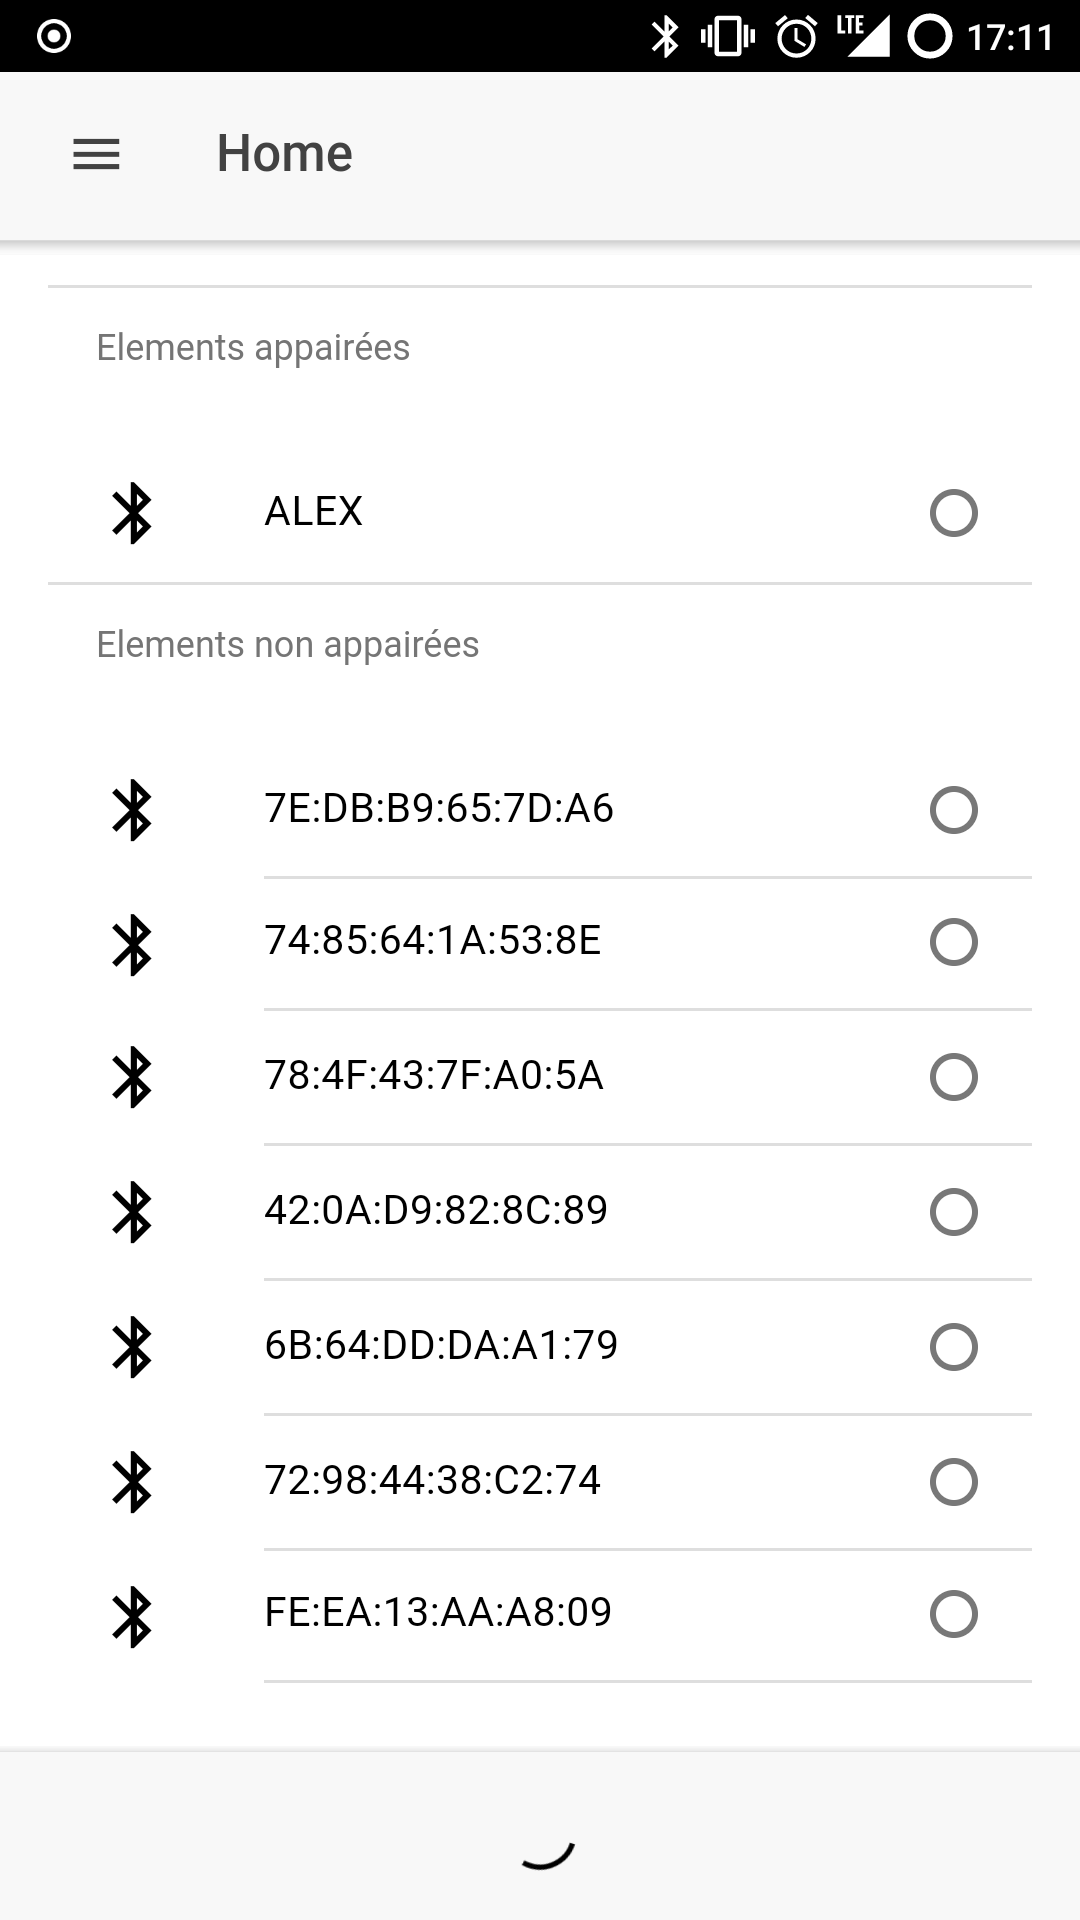 LTE 17:11
Home
Elements appairées
ALEX
Elements non appairées
7E:DB:B9:65:7D:A6
74:85:64:1A:53:8E
78:4F:43:7F:A0:5A
42:0A:D9:82:8C:89
6B:64:DD:DA:A1:79
72:98:44:38:C2:74
FE:EA:13:AA:A8:09